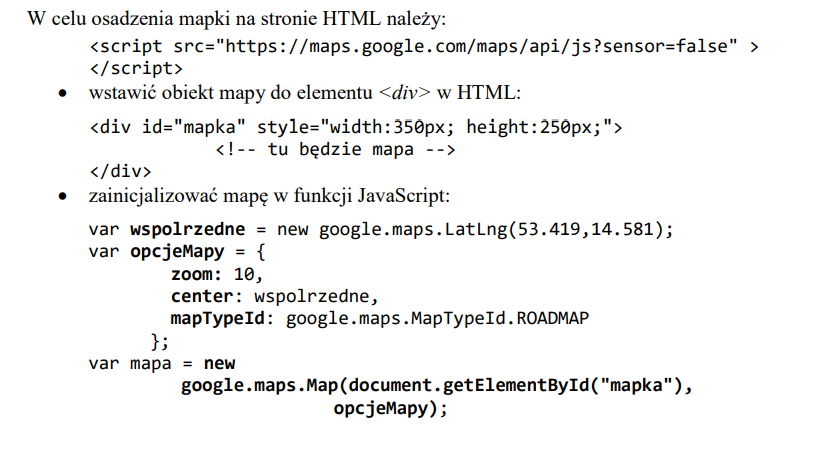 W celu osadzenia mapki na stronie HTML należy:
<script src="https://maps.google.com/maps/api/js?sensor=false" >
</script>
• wstawić obiekt mapy do elementu <div> w HTML:
<div id="mapka" style="width:350px; height:250px;">
<!-- tu będzie mapa -->
</div>
• zainicjalizować mapę w funkcji JavaScript:
var wspolrzedne = new google.maps.LatLng(53.419,14.581);
var opcjeMapy = {
zoom: 10,
center: wspolrzedne,
mapTypeId: google.maps.MapTypeId.ROADMAP
};
var mapa = new
google.maps.Map(document.getElementById("mapka"),
opcjeMapy);